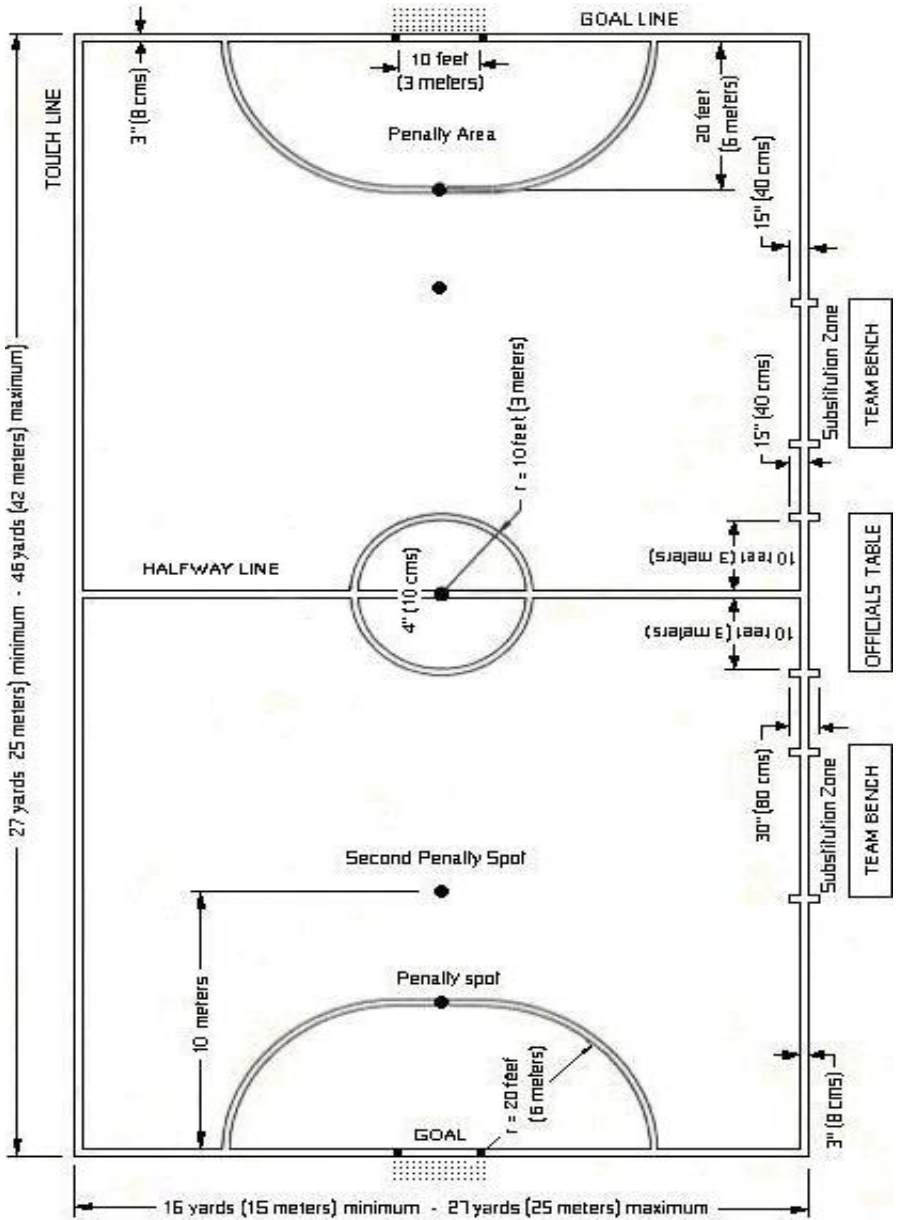 GOAL LINE
10 feet
(3 meters)
3" (8 cms)
TOUCH LINE
Penally Area
20 feet
(6 meters)
15" (40 cms)
Substitution Zone
TEAM BENCH
27 yards 25 meters) minimum - 46 yards (42 meters) maximum)
r = 10 feet (3 meters)
15" (40 cms)
HALFWAY LINE
4" (10 cms)
10 feet (3 meters)
10 feet (3 meters)
OFFICIALS TABLE
30" (80 cms)
Substitution Zone
TEAM BENCH
Second Penally Spot
10 meters
Penally spot
r = 20 feet
(6 meters)
GOAL
3" (8 cms)
16 yards (15 meters) minimum - 27 yards (25 meters) maximum